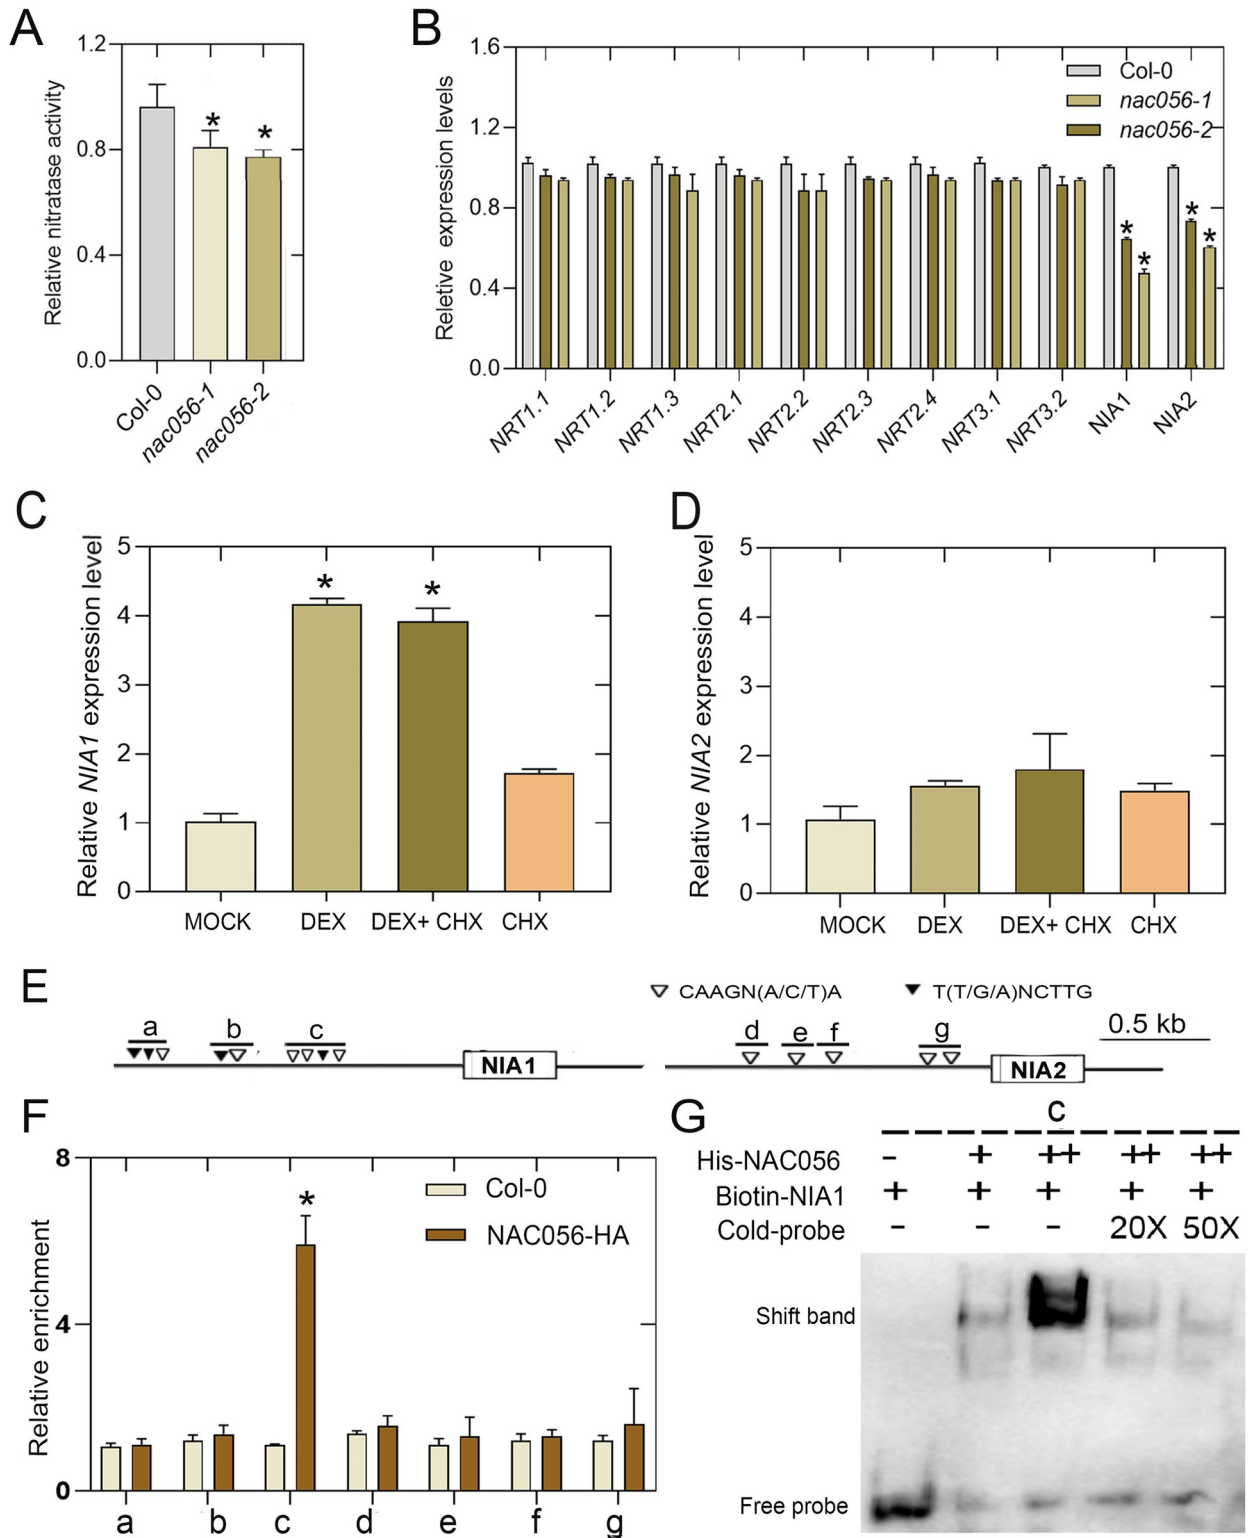 A
1.2
0.8
0.4
0.0
Relative nitratase activity
*
*
Col-0
nac056-1
nac056-2
B
1.6
1.2
0.8
0.4
0.0
Reletive expression levels
Col-0
nac056-1
nac056-2
*
*
*
*
NRT1.1
NRT1.2
NRT1.3
NRT2.1
NRT2.2
NRT2.3
NRT2.4
NRT3.1
NRT3.2
NIA1
NIA2
C
5
4
3
2
1
0
Relative NIA1 expression level
*
*
MOCK
DEX
DEX+ CHX
CHX
D
5
4
3
2
1
0
Relative NIA2 expression level
MOCK
DEX
DEX+ CHX
CHX
E
CAAGN(A/C/T)A
T(T/G/A)NCTTG
a
b
c
NIA1
d
e
f
g
NIA2
0.5 kb
F
8
4
0
Relative enrichment
Col-0
NAC056-HA
*
a
b
c
d
e
f
g
G
c
His-NAC056 - + ++ ++ ++
Biotin-NIA1 + + + + +
Cold-probe - - - 20X 50X
Shift band
Free probe